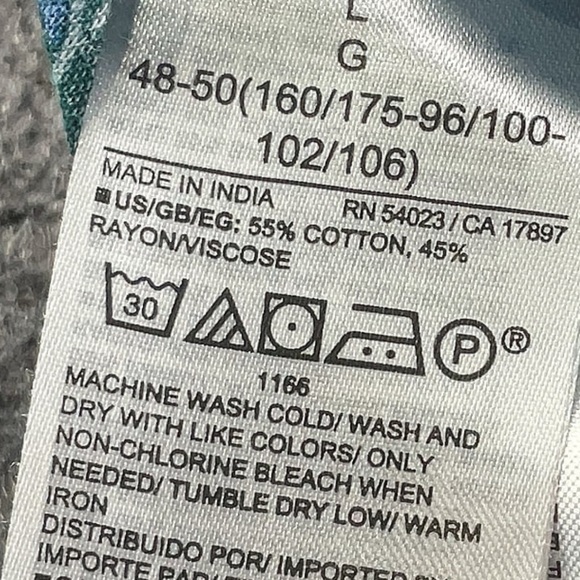 L
G
48-50(160/175-96/100-
102/106)
MADE IN INDIA
RN 54023 / CA 17897
US/GB/EG: 55% COTTON, 45%
RAYON/VISCOSE
30
P ®
1166
MACHINE WASH COLD/ WASH AND
DRY WITH LIKE COLORS/ ONLY
NON-CHLORINE BLEACH WHEN
NEEDED/ TUMBLE DRY LOW/ WARM
IRON
DISTRIBUIDO POR/ IMPORTED
IMPORTE PAR/